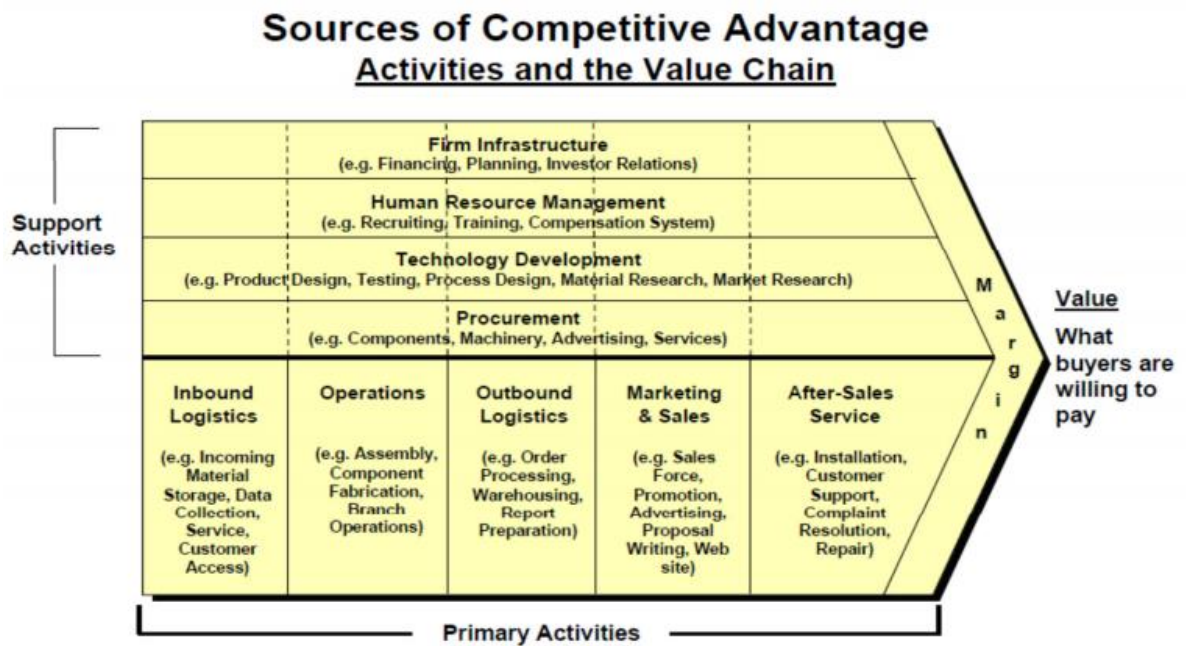 Sources of Competitive Advantage
Activities and the Value Chain
Support
Activities
Firm Infrastructure
(e.g. Financing, Planning, Investor Relations)
Human Resource Management
(e.g. Recruiting, Training, Compensation System)
Technology Development
(e.g. Product Design, Testing, Process Design, Material Research, Market Research)
Procurement
(e.g. Components, Machinery, Advertising, Services)
Inbound
Logistics
(e.g. Incoming
Material
Storage, Data
Collection,
Service,
Customer
Access)
Operations
(e.g. Assembly,
Component
Fabrication,
Branch
Operations)
Outbound
Logistics
(e.g. Order
Processing,
Warehousing,
Report
Preparation)
Marketing
& Sales
(e.g. Sales
Force,
Promotion,
Advertising,
Proposal
Writing, Web
site)
After-Sales
Service
(e.g. Installation,
Customer
Support,
Complaint
Resolution,
Repair)
Margin
Value
What
buyers are
willing to
pay
Primary Activities